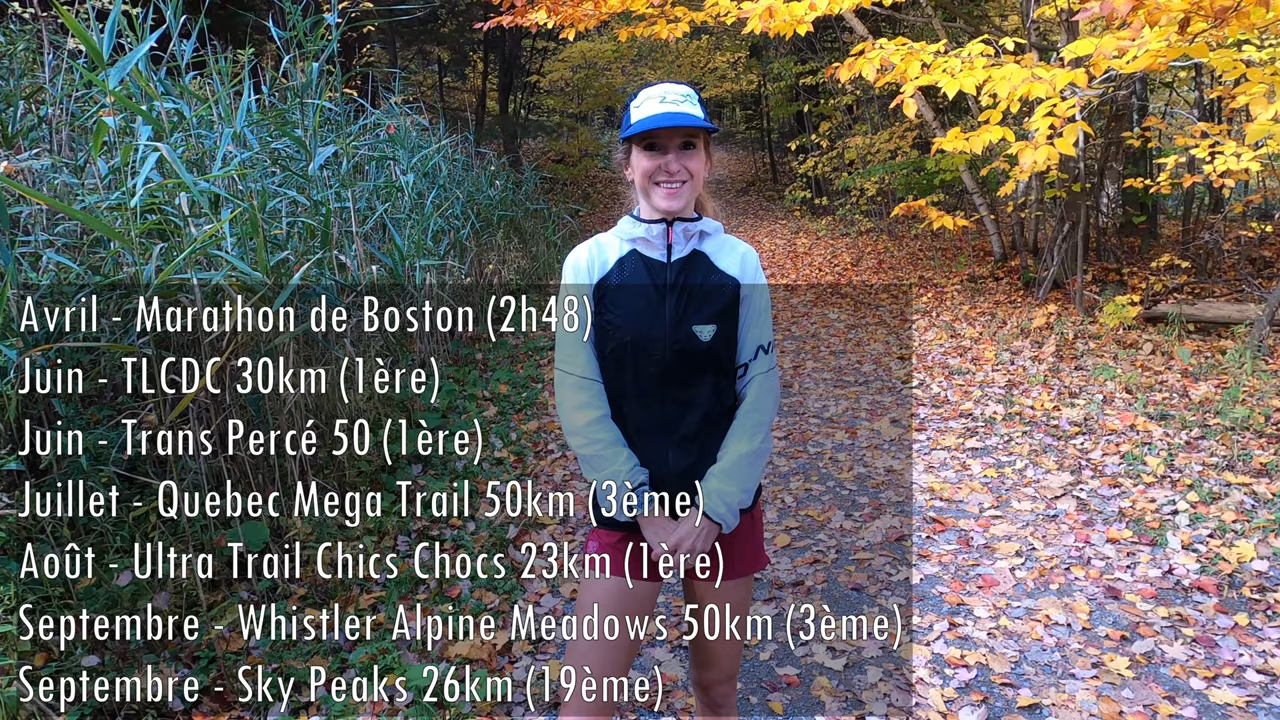 Avril - Marathon de Boston (2h48)
Juin - TLCDC 30km (1ère)
Juin - Trans Percé 50 (1ère)
Juillet - Quebec Mega Trail 50km (3ème)
Août - Ultra Trail Chics Chocs 23km (1ère)
Septembre - Whistler Alpine Meadows 50km (3ème)
Septembre - Sky Peaks 26km (19ème)